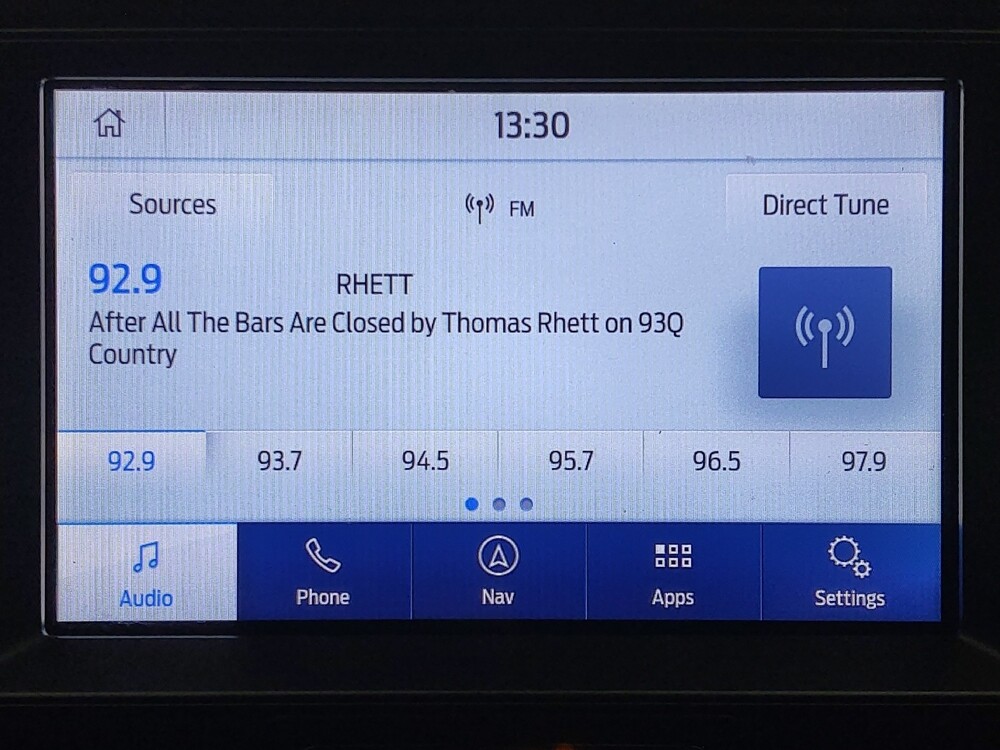 13:30
Sources
FM
Direct Tune
92.9
RHETT
After All The Bars Are Closed by Thomas Rhett on 93Q
Country
92.9
93.7
94.5
95.7
96.5
97.9
Audio
Phone
Nav
Apps
Settings